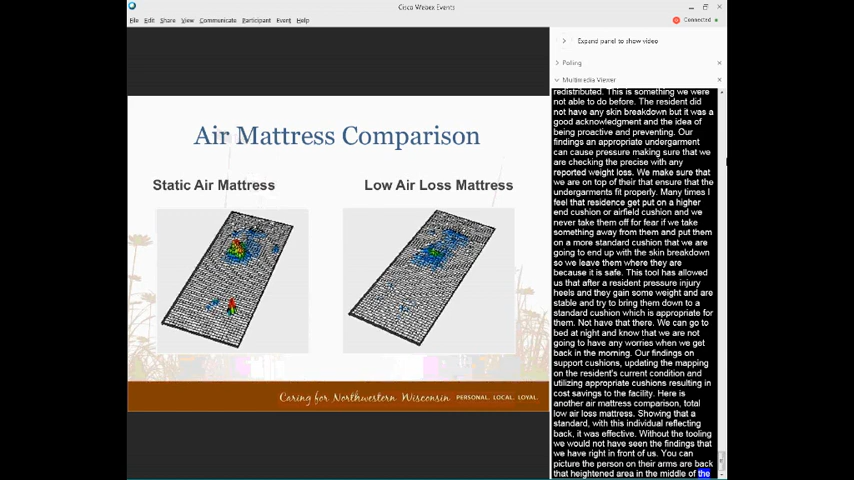 Cisco Webex Events
File Edit Share View Communicate Participant Event Help
Connected
Expand panel to show video
Polling
Multimedia Viewer
Air Mattress Comparison
Static Air Mattress
Low Air Loss Mattress
Caring for Northwestern Wisconsin PERSONAL. LOCAL. LOYAL.
redistributed. This is something we were
not able to do before. The resident did
not have any skin breakdown but it was a
good acknowledgment and the idea of
being proactive and preventing. Our
findings an appropriate undergarment
can cause pressure making sure that we
are checking the precise with any
reported weight loss. We make sure that
we are on top of their that ensure that the
undergarments fit properly. Many times I
feel that residence get put on a higher
end cushion or airfield cushion and we
never take them off for fear if we take
something away from them and put them
on a more standard cushion that we are
going to end up with the skin breakdown
so we leave them where they are
because it is safe. This tool has allowed
us that after a resident pressure injury
heels and they gain some weight and are
stable and try to bring them down to a
standard cushion which is appropriate for
them. Not have that there. We can go to
bed at night and know that we are not
going to have any worries when we get
back in the morning. Our findings on
support cushions, updating the mapping
on the resident's current condition and
utilizing appropriate cushions resulting in
cost savings to the facility. Here is
another air mattress comparison, total
low air loss mattress. Showing that a
standard, with this individual reflecting
back, it was effective. Without the tooling
we would not have seen the findings that
we have right in front of us. You can
picture the person on their arms are back
that heightened area in the middle of the